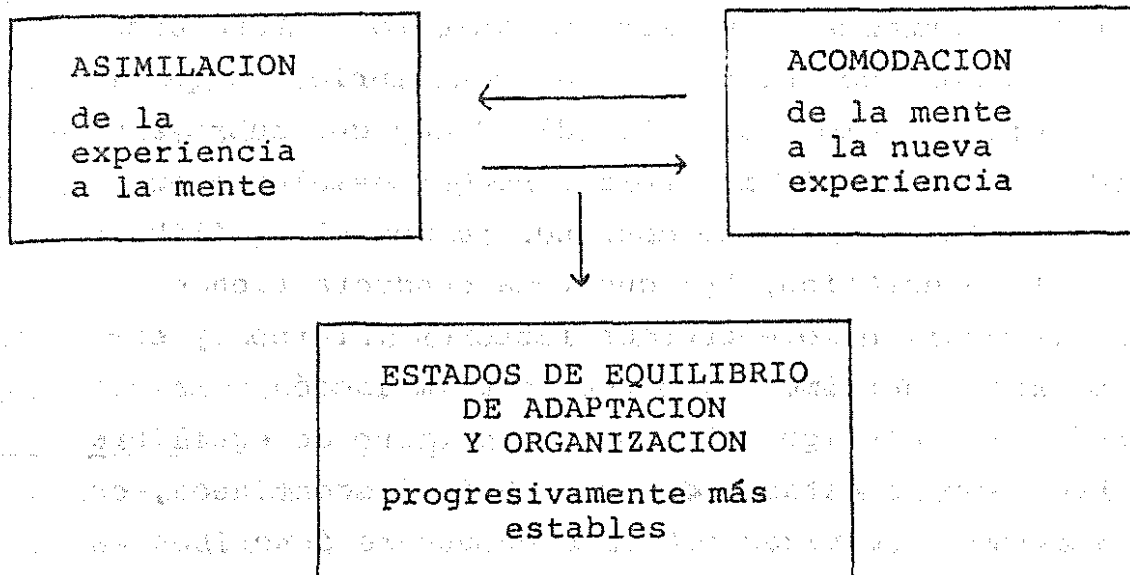 ASIMILACION
de la
experiencia
a la mente
ACOMODACION
de la mente
a la nueva
experiencia
ESTADOS DE EQUILIBRIO
DE ADAPTACION
Y ORGANIZACION
progresivamente más
estables